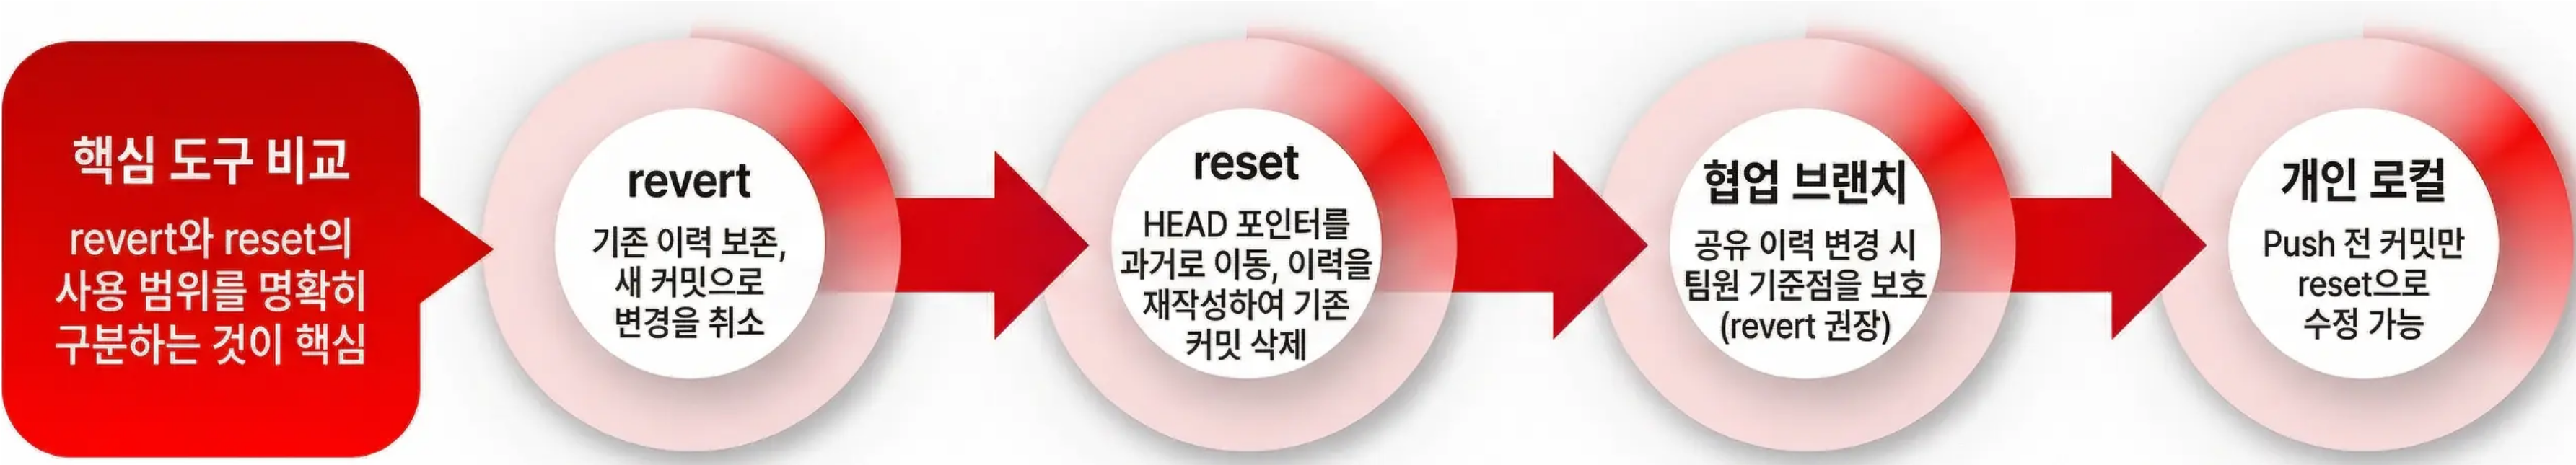 핵심 도구 비교
revert와 reset의
사용 범위를 명확히
구분하는 것이 핵심
revert
기존 이력 보존,
새 커밋으로
변경을 취소
reset
HEAD 포인터를
과거로 이동, 이력을
재작성하여 기존
커밋 삭제
협업 브랜치
공유 이력 변경 시
팀원 기준점을 보호
(revert 권장)
개인 로컬
Push 전 커밋만
reset으로
수정 가능